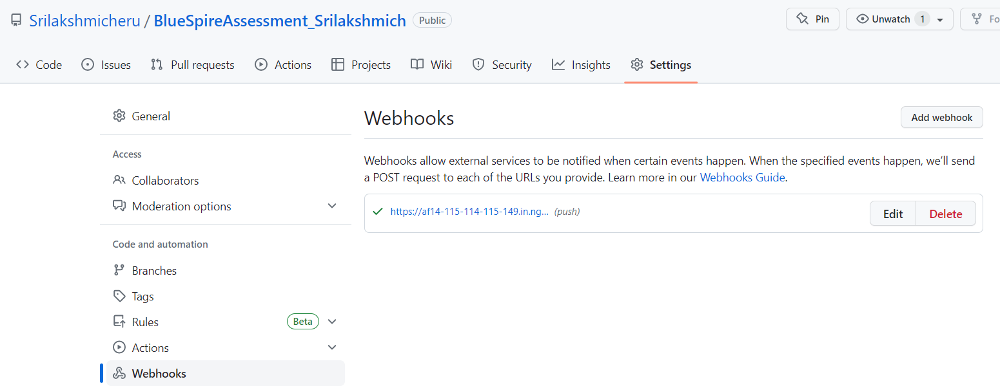 Srilakshmicheru / BlueSpireAssessment_Srilakshmich Public Pin Unwatch 1 Fo
Code Issues Pull requests Actions Projects Wiki Security Insights Settings
General
Access
Collaborators
Moderation options
Code and automation
Branches
Tags
Rules Beta
Actions
Webhooks
Webhooks Add webhook
Webhooks allow external services to be notified when certain events happen. When the specified events happen, we’ll send
a POST request to each of the URLs you provide. Learn more in our Webhooks Guide.
https://af14-115-114-115-149.in.ng... (push) Edit Delete